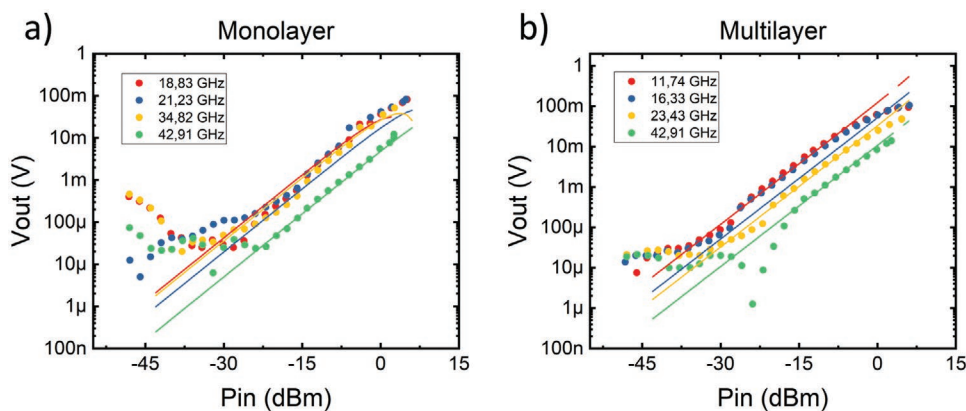 a)
Monolayer
1
100m
10m
1m
100µ
10µ
1µ
100n
Vout (V)
18,83 GHz
21,23 GHz
34,82 GHz
42,91 GHz
-45 -30 -15 0 15
Pin (dBm)
b)
Multilayer
1
100m
10m
1m
100µ
10µ
1µ
100n
Vout (V)
11,74 GHz
16,33 GHz
23,43 GHz
42,91 GHz
-45 -30 -15 0 15
Pin (dBm)